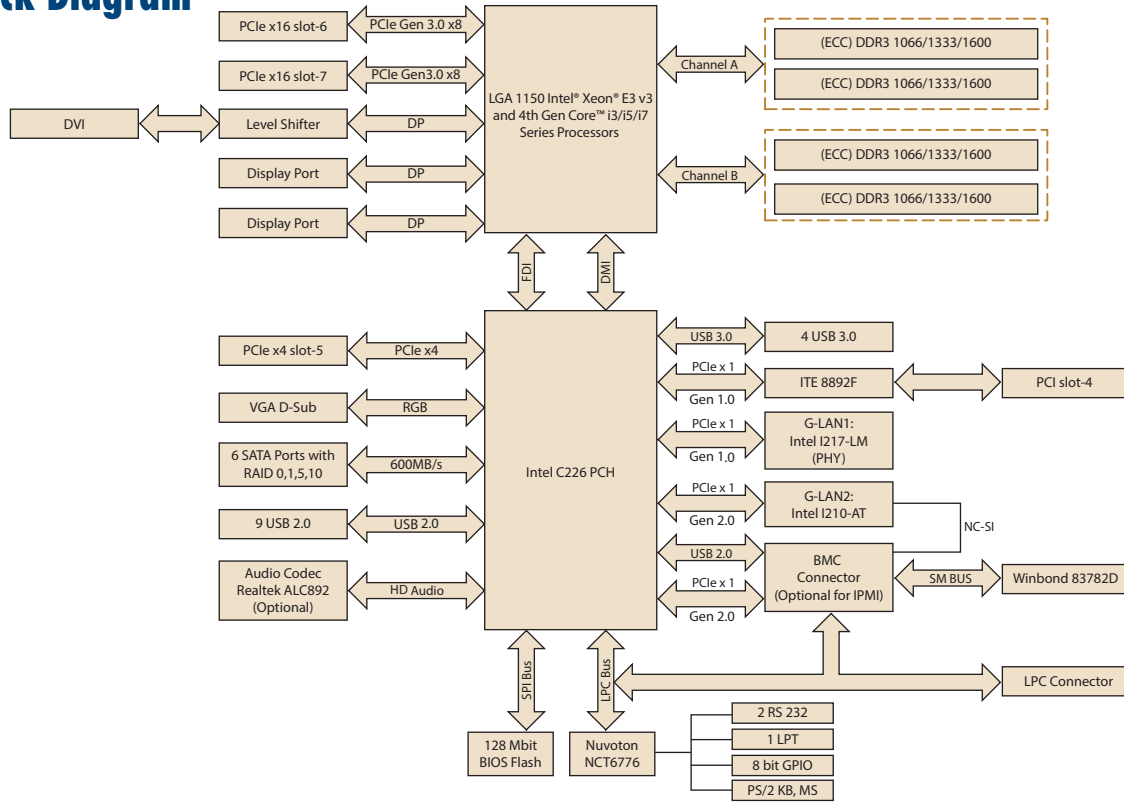 ck Diagram
PCIe x16 slot-6
PCIe Gen 3.0 x8
PCIe x16 slot-7
PCIe Gen3.0 x8
DVI
Level Shifter
DP
Display Port
DP
Display Port
DP
LGA 1150 Intel® Xeon® E3 v3
and 4th Gen Core™ i3/i5/i7
Series Processors
Channel A
(ECC) DDR3 1066/1333/1600
(ECC) DDR3 1066/1333/1600
Channel B
(ECC) DDR3 1066/1333/1600
(ECC) DDR3 1066/1333/1600
FDI
DMI
PCIe x4 slot-5
PCIe x4
VGA D-Sub
RGB
6 SATA Ports with
RAID 0,1,5,10
600MB/s
9 USB 2.0
USB 2.0
Audio Codec
Realtek ALC892
(Optional)
HD Audio
Intel C226 PCH
USB 3.0
4 USB 3.0
PCIe x 1
Gen 1.0
ITE 8892F
PCI slot-4
PCIe x 1
Gen 1.0
G-LAN1:
Intel I217-LM
(PHY)
PCIe x 1
Gen 2.0
G-LAN2:
Intel I210-AT
NC-SI
USB 2.0
PCIe x 1
Gen 2.0
BMC
Connector
(Optional for IPMI)
SM BUS
Winbond 83782D
SPI Bus
LPC Bus
LPC Connector
128 Mbit
BIOS Flash
Nuvoton
NCT6776
2 RS 232
1 LPT
8 bit GPIO
PS/2 KB, MS